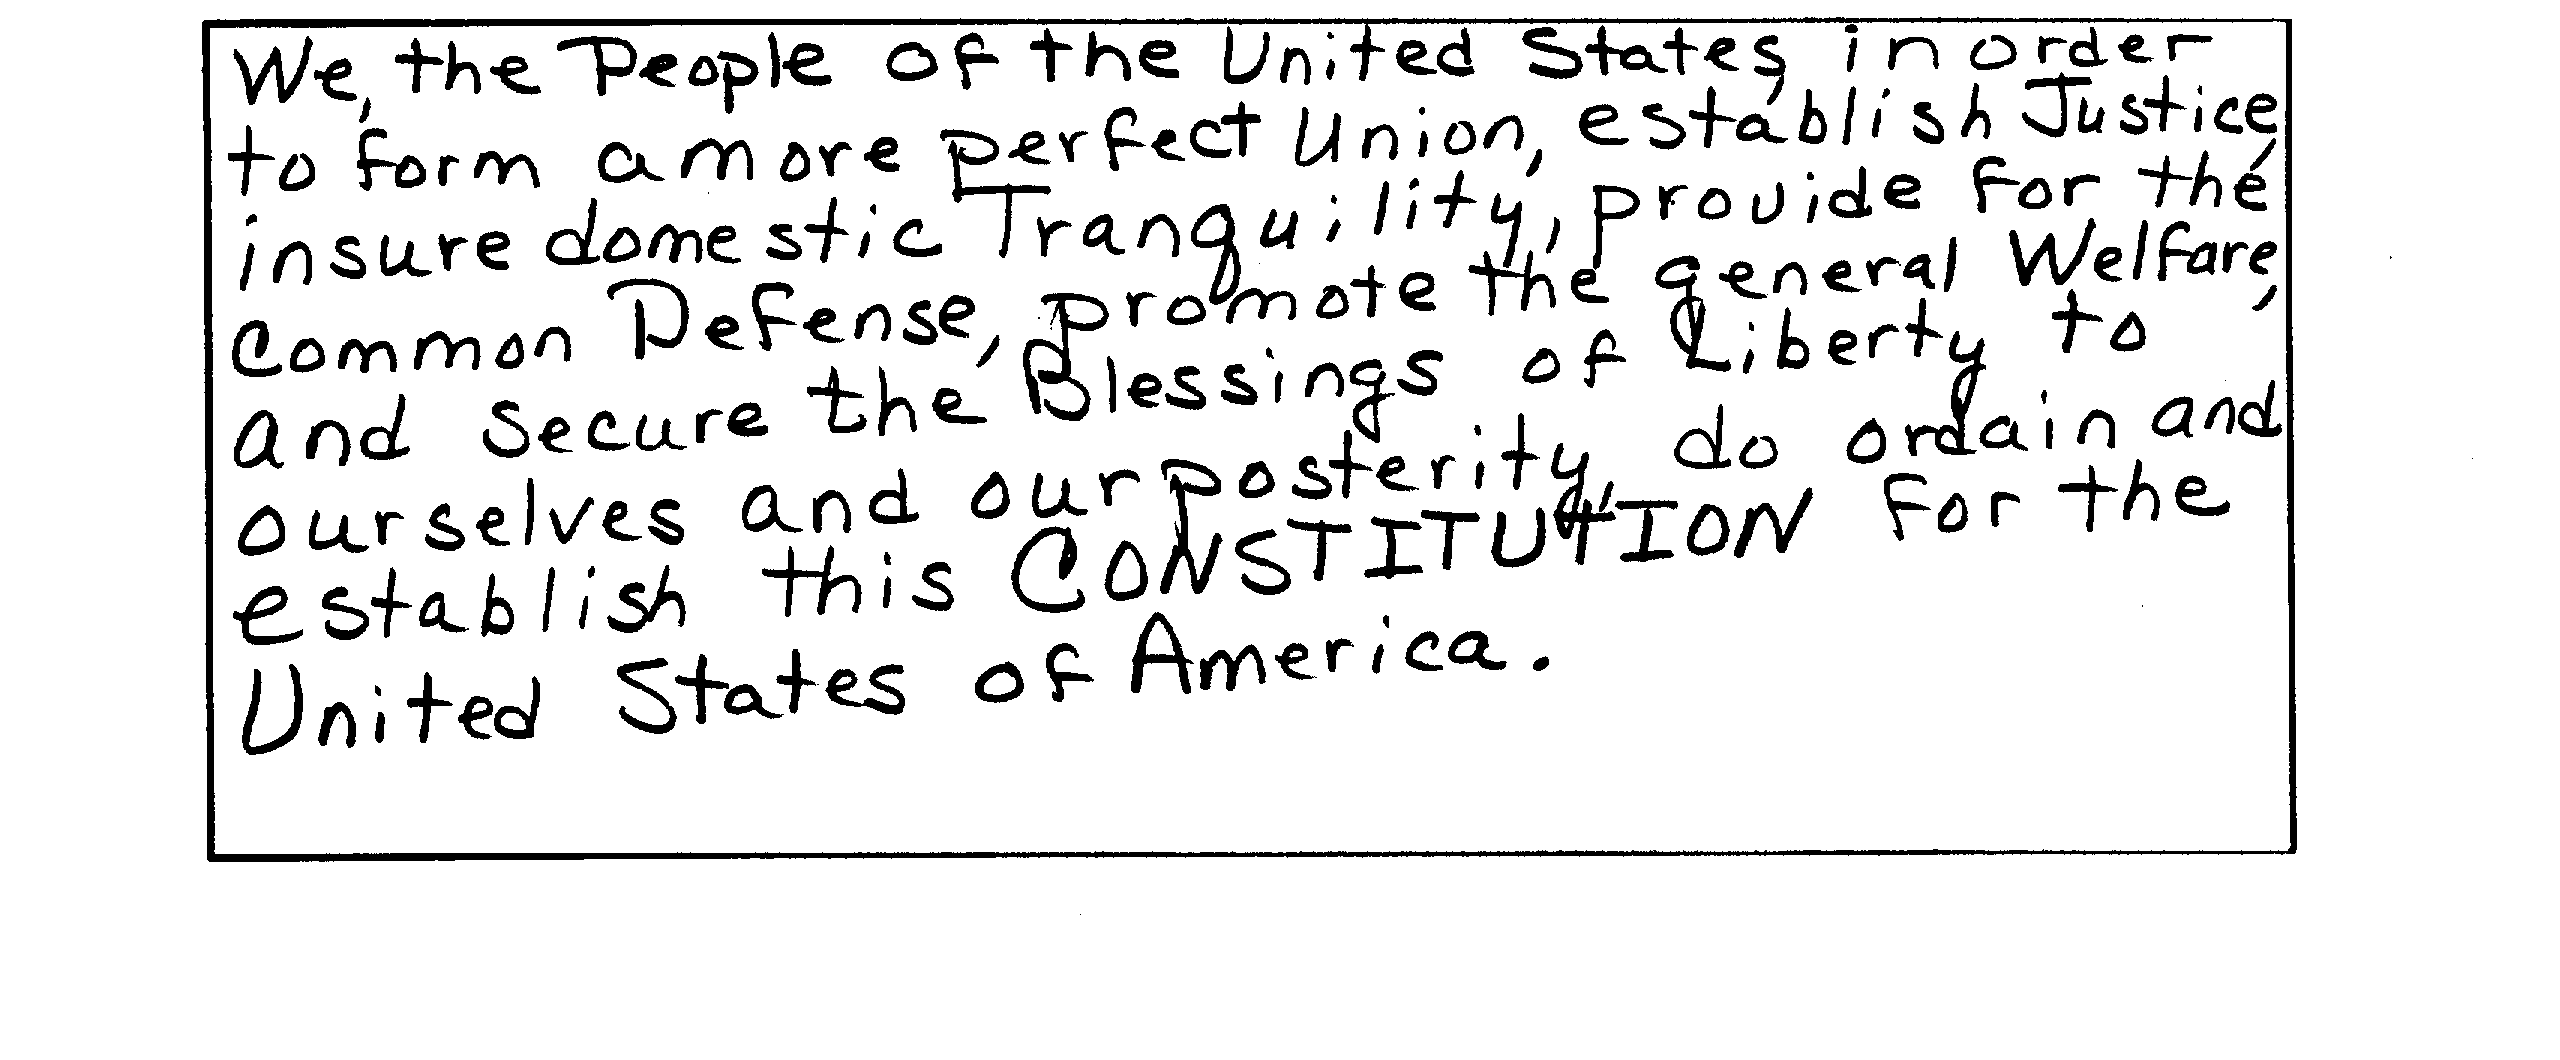 We, the People of the United States, in order
to form a more perfect Union, establish Justice,
insure domestic Tranquility, provide for the
Common Defense, promote the general Welfare,
and secure the Blessings of Liberty to
ourselves and our posterity, do ordain and
establish this CONSTITUTION for the
United States of America.